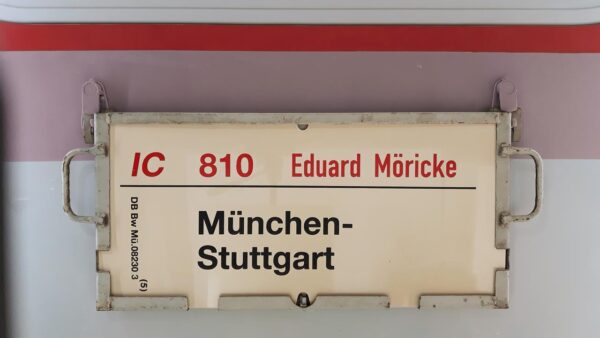 IC 810 Eduard Möricke
München-
Stuttgart
DB Bw Mü.08230 3
(5)